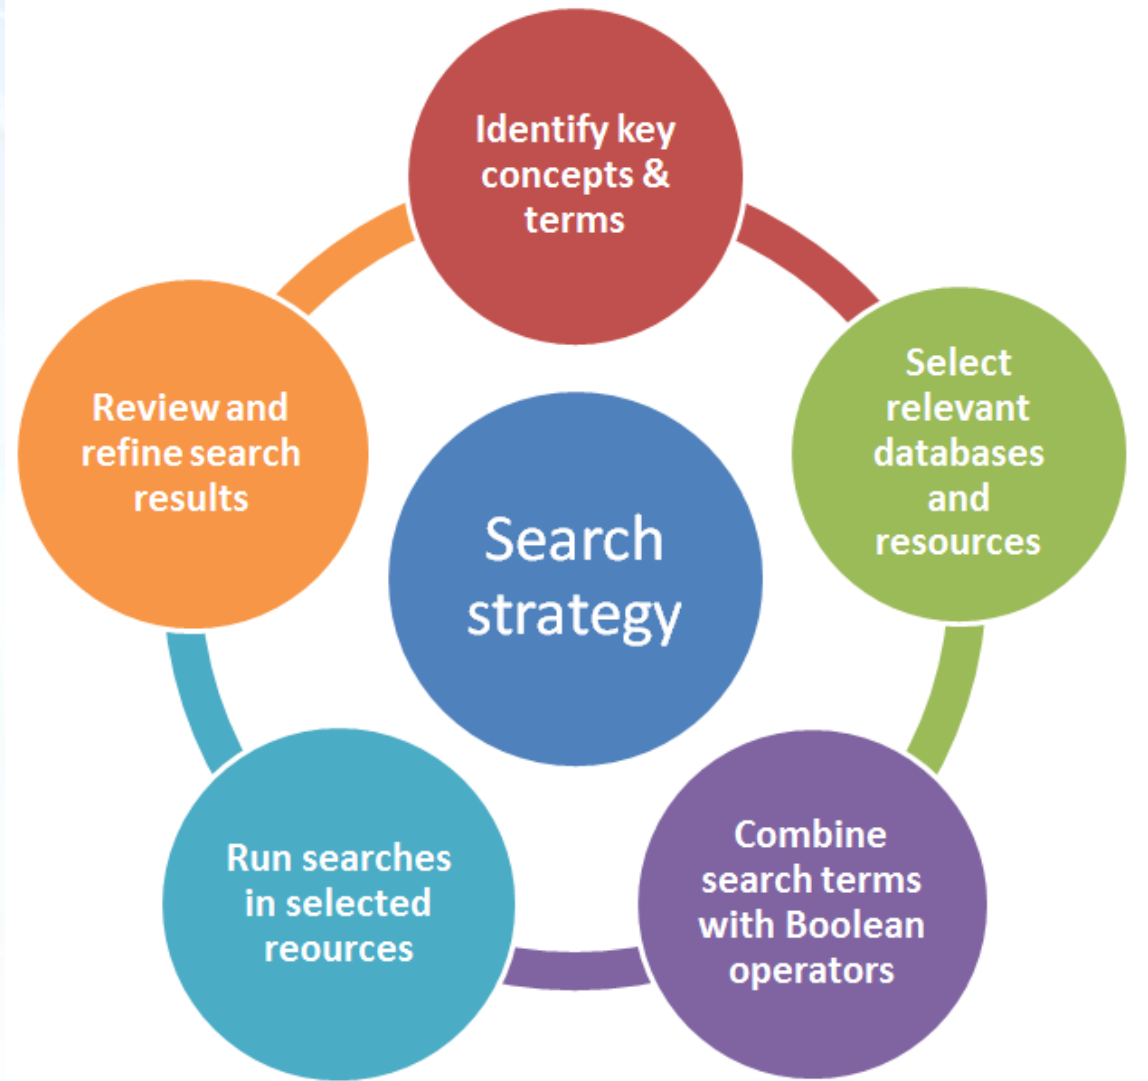 Identify key
concepts &
terms
Select
relevant
databases
and
resources
Combine
search terms
with Boolean
operators
Run searches
in selected
reources
Review and
refine search
results
Search
strategy